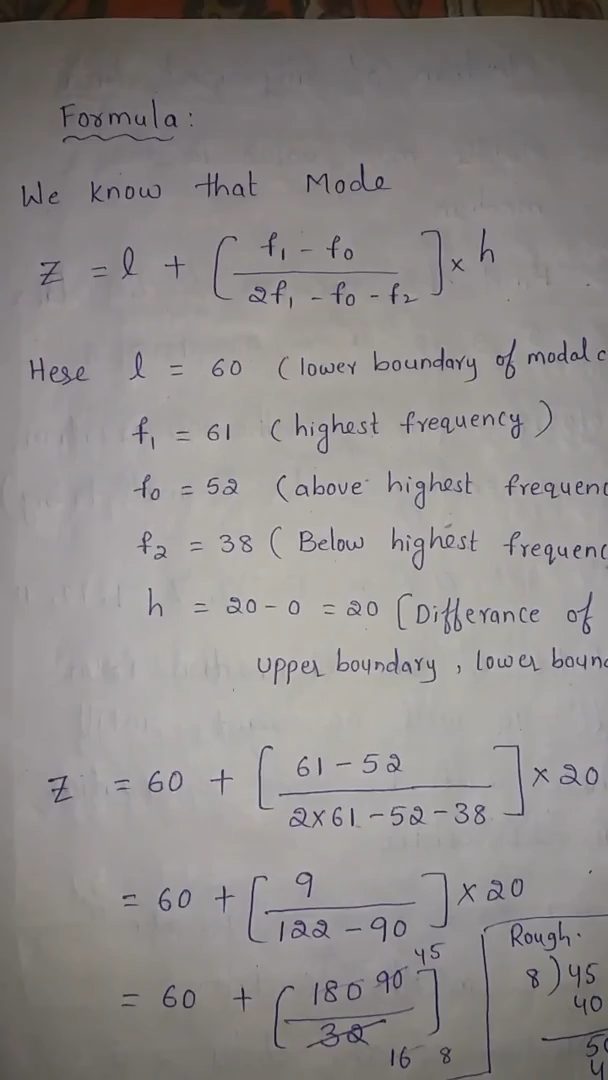 Formula:
We know that Mode
Z = l + [ f₁ - f₀ / 2f₁ - f₀ - f₂ ] × h
Here l = 60 (lower boundary of modal c
f₁ = 61 (highest frequency)
f₀ = 52 (above highest frequenc
f₂ = 38 (Below highest frequenc
h = 20 - 0 = 20 [Differance of
upper boundary, lower boun
Z = 60 + [ 61 - 52 / 2×61 - 52 - 38 ] × 20
= 60 + [ 9 / 122 - 90 ] × 20
= 60 + [ 180 90 45 / 32 16 8 ]
Rough.
8)45
40
50
4